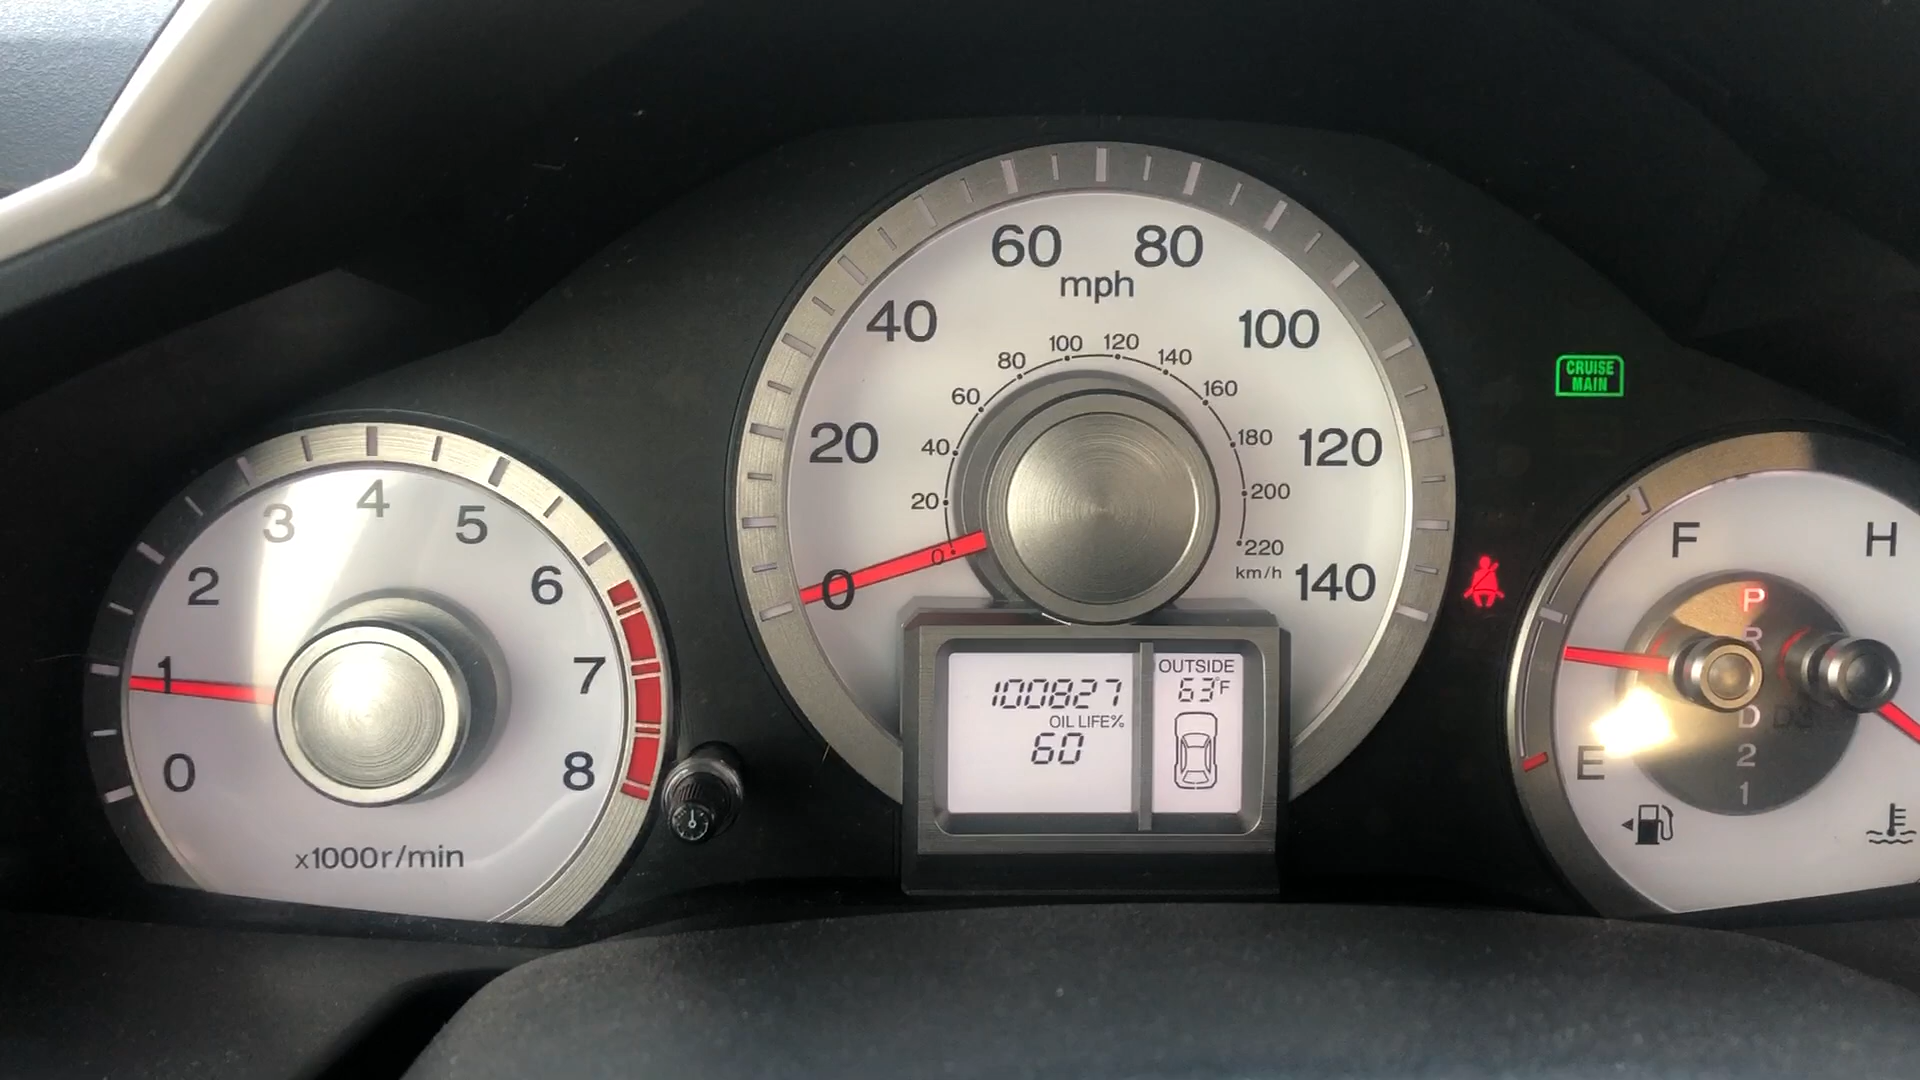 60 80
mph
40 100
100 120
80 140
60 160
20 40 180 120
20 200
0 220
km/h
0 140
CRUISE
MAIN
4
3 5
2 6
1 7
0 8
x1000r/min
100827
OIL LIFE%
60
OUTSIDE
63°F
F H
P
R
D D3
E 2
1